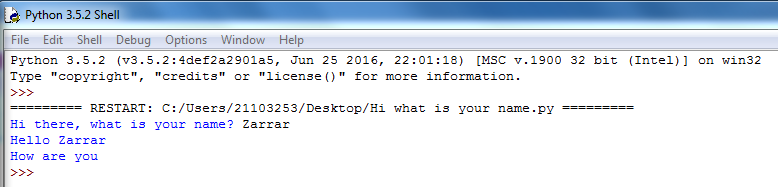 Python 3.5.2 Shell
File Edit Shell Debug Options Window Help
Python 3.5.2 (v3.5.2:4def2a2901a5, Jun 25 2016, 22:01:18) [MSC v.1900 32 bit (Intel)] on win32
Type "copyright", "credits" or "license()" for more information.
>>>
========= RESTART: C:/Users/21103253/Desktop/Hi what is your name.py =========
Hi there, what is your name? Zarrar
Hello Zarrar
How are you
>>>